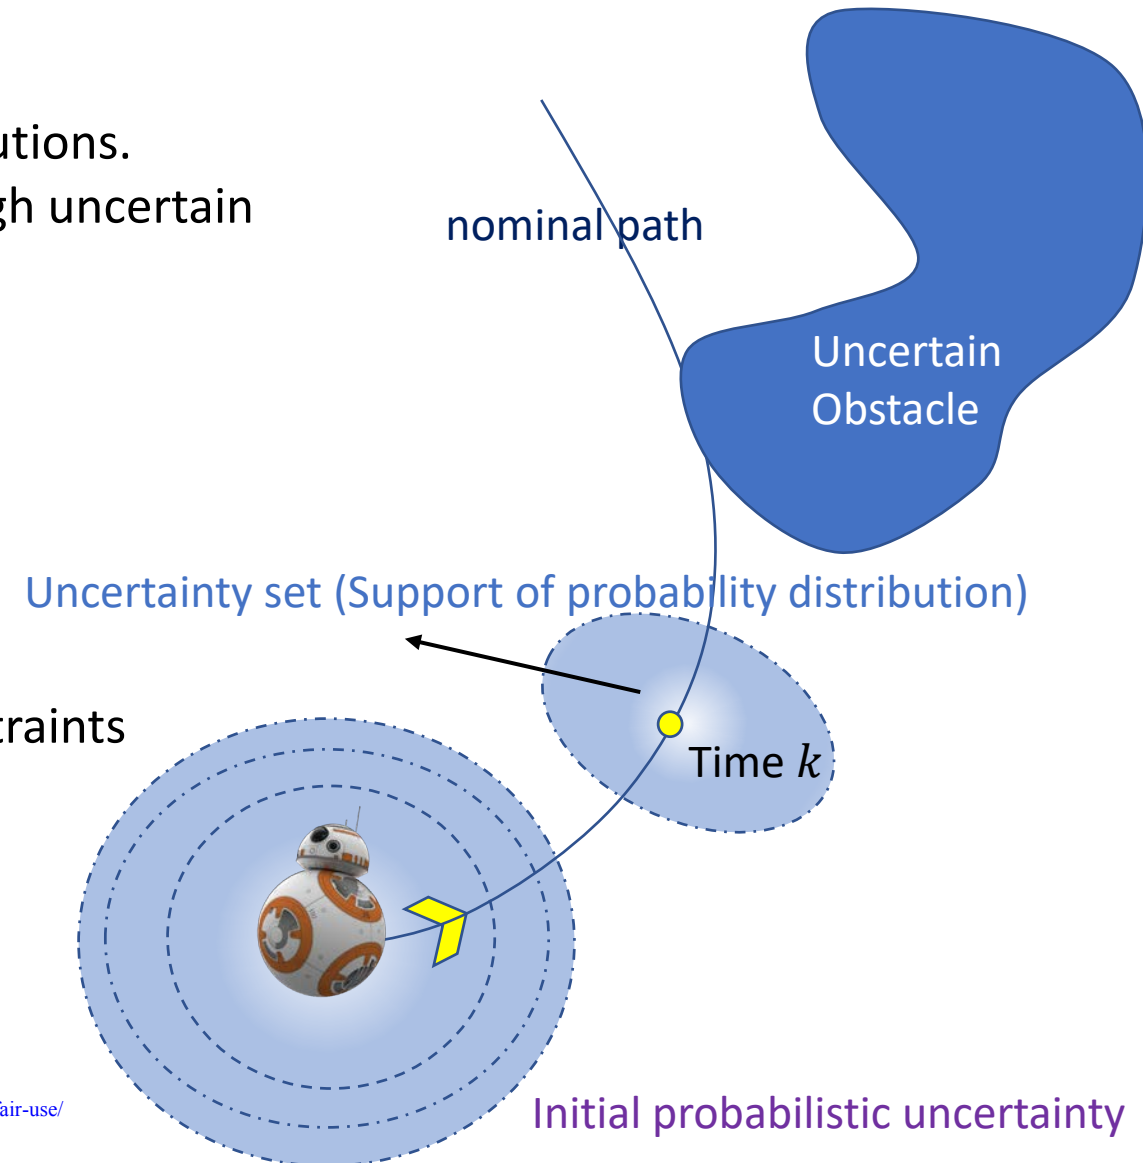 utions.
gh uncertain
nominal path
Uncertain
Obstacle
Uncertainty set (Support of probability distribution)
traints
Time k
fair-use/
Initial probabilistic uncertainty